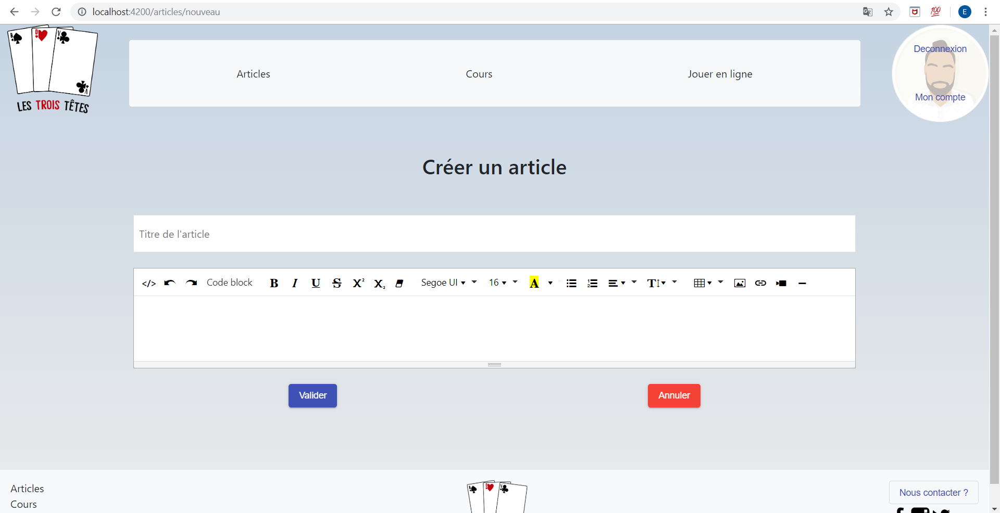 localhost:4200/articles/nouveau
E
LES TROIS TÊTES
Articles
Cours
Jouer en ligne
Deconnexion
Mon compte
Créer un article
Titre de l'article
</> Code block B I U S X² X₂ Segoe UI 16 A T
Valider
Annuler
Articles
Cours
Nous contacter ?